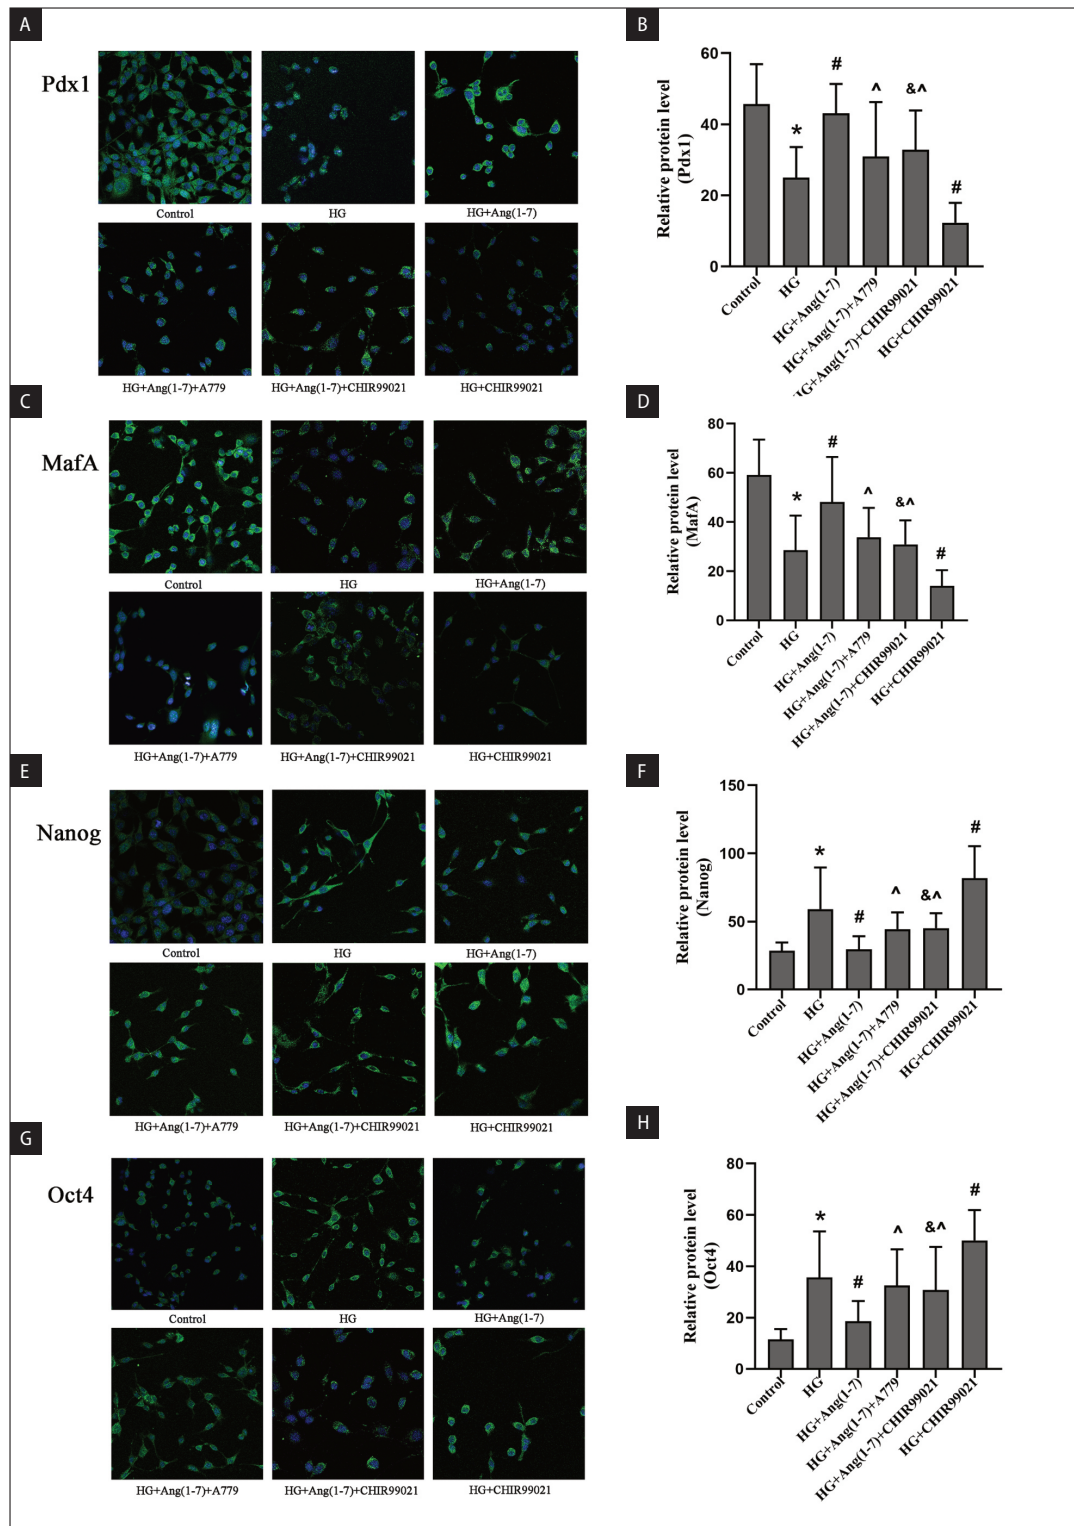 A
Pdx1
Control
HG
HG+Ang(1-7)
HG+Ang(1-7)+A779
HG+Ang(1-7)+CHIR99021
HG+CHIR99021
B
Relative protein level
(Pdx1)
60
40
20
0
*
#
^
&^
#
Control
HG
HG+Ang(1-7)
HG+Ang(1-7)+A779
HG+Ang(1-7)+CHIR99021
HG+CHIR99021
C
MafA
Control
HG
HG+Ang(1-7)
HG+Ang(1-7)+A779
HG+Ang(1-7)+CHIR99021
HG+CHIR99021
D
Relative protein level
(MafA)
80
60
40
20
0
*
#
^
&^
#
Control
HG
HG+Ang(1-7)
HG+Ang(1-7)+A779
HG+Ang(1-7)+CHIR99021
HG+CHIR99021
E
Nanog
Control
HG
HG+Ang(1-7)
HG+Ang(1-7)+A779
HG+Ang(1-7)+CHIR99021
HG+CHIR99021
F
Relative protein level
(Nanog)
150
100
50
0
*
#
^
&^
#
Control
HG
HG+Ang(1-7)
HG+Ang(1-7)+A779
HG+Ang(1-7)+CHIR99021
HG+CHIR99021
G
Oct4
Control
HG
HG+Ang(1-7)
HG+Ang(1-7)+A779
HG+Ang(1-7)+CHIR99021
HG+CHIR99021
H
Relative protein level
(Oct4)
80
60
40
20
0
*
#
^
&^
#
Control
HG
HG+Ang(1-7)
HG+Ang(1-7)+A779
HG+Ang(1-7)+CHIR99021
HG+CHIR99021